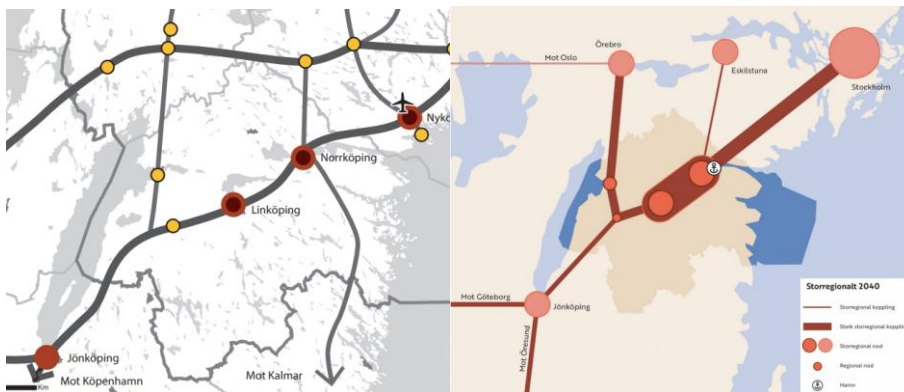 Nykö
Norrköping
Linköping
Jönköping
Mot Köpenhamn
Km
Mot Kalmar
Örebro
Mot Oslo
Eskilstuna
Stockholm
Mot Göteborg
Jönköping
Mot Öresund
Storregionalt 2040
Storregional koppling
Stark storregional koppling
Storregional nod
Regional nod
Hamn